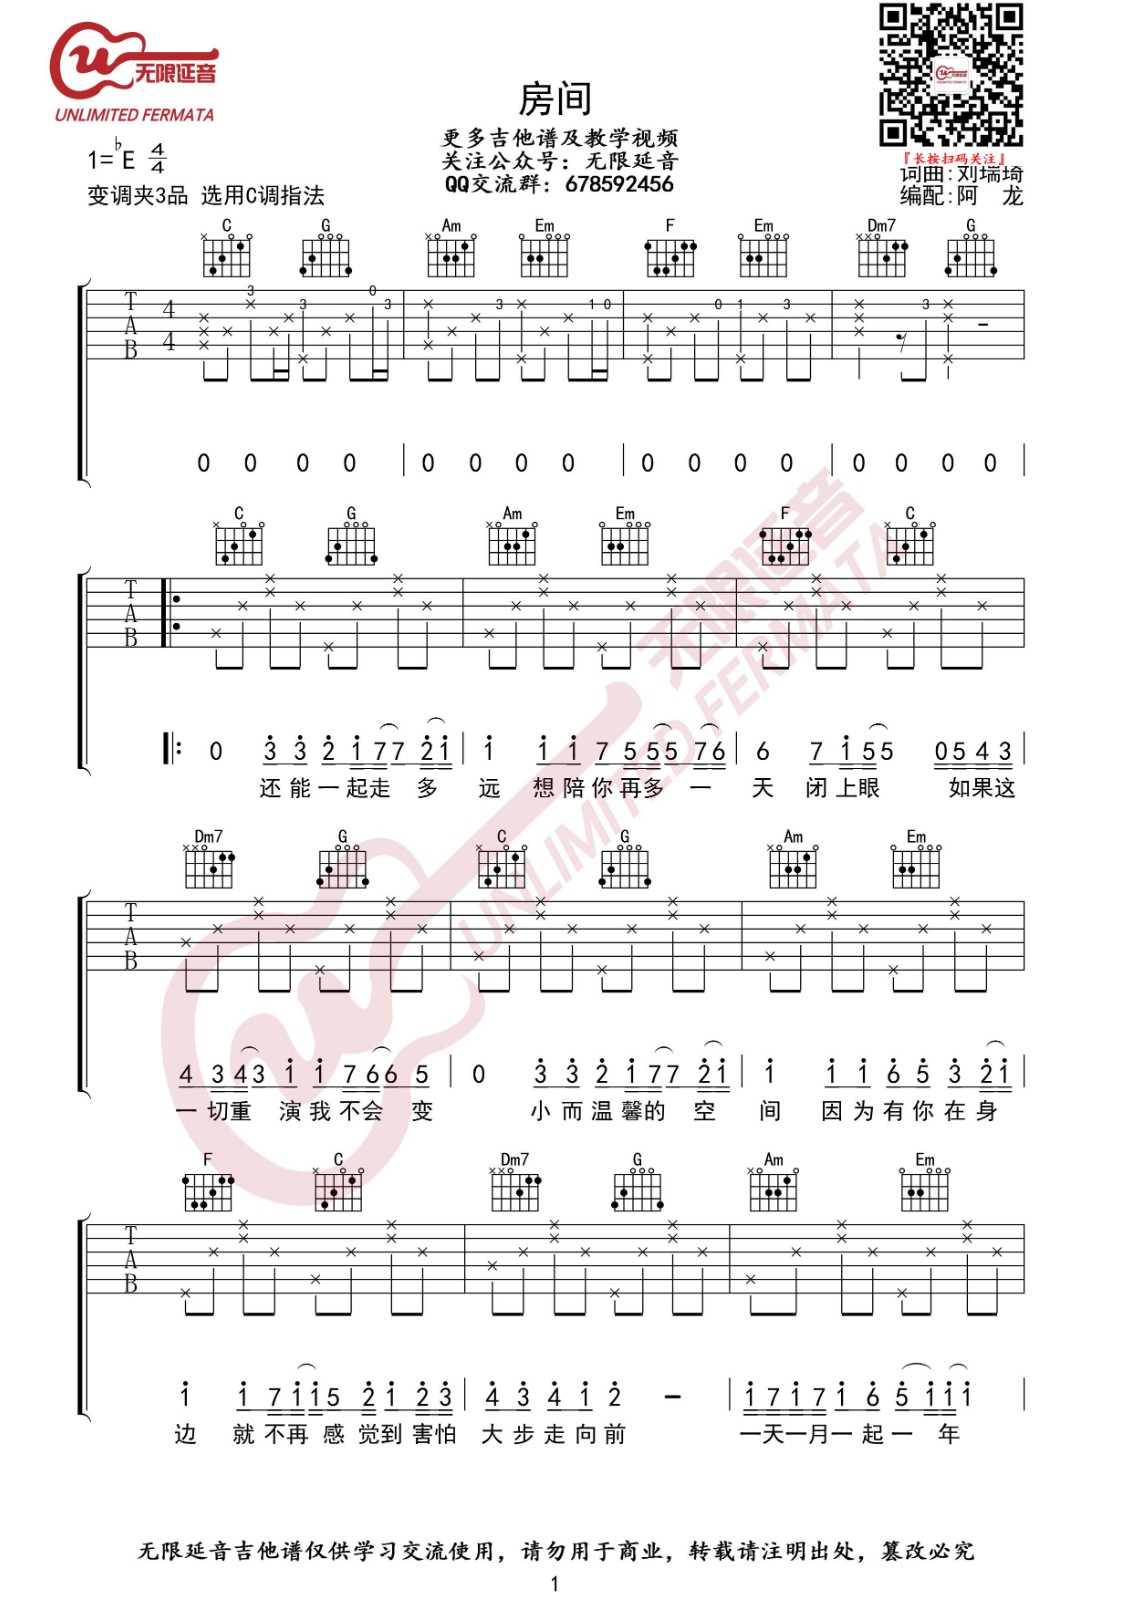 无限延音
UNLIMITED FERMATA
房间
更多吉他谱及教学视频
关注公众号：无限延音
QQ交流群：678592456
『长按扫码关注』
词曲:刘瑞琦
编配:阿 龙
1=♭E 4/4
变调夹3品 选用C调指法
C G Am Em F Em Dm7 G
3 3 0 3 3 1 0 0 1 3 3
T A B 4 4
0 0 0 0 0 0 0 0 0 0 0 0 0 0 0 0
C G Am Em F C
T A B
0 3 3 2 1 7 7 2 1 1 1 1 7 5 5 5 7 6 6 7 1 5 5 0 5 4 3
还能一起走多远 想陪你再多一天 闭上眼 如果这
Dm7 G C G Am Em
T A B
4 3 4 3 1 1 7 6 6 5 0 3 3 2 1 7 7 2 1 1 1 1 6 5 3 2 1
一切重演我不会变 小而温馨的空间 因为有你在身
F C Dm7 G Am Em
T A B
1 1 7 1 1 5 2 1 2 3 4 3 4 1 2 - 1 7 1 7 1 6 5 1 1 1
边 就不再感觉到害怕 大步走向前 一天一月一起一年
无限延音吉他谱仅供学习交流使用，请勿用于商业，转载请注明出处，篡改必究
1
无限延音
UNLIMITED FERMATA